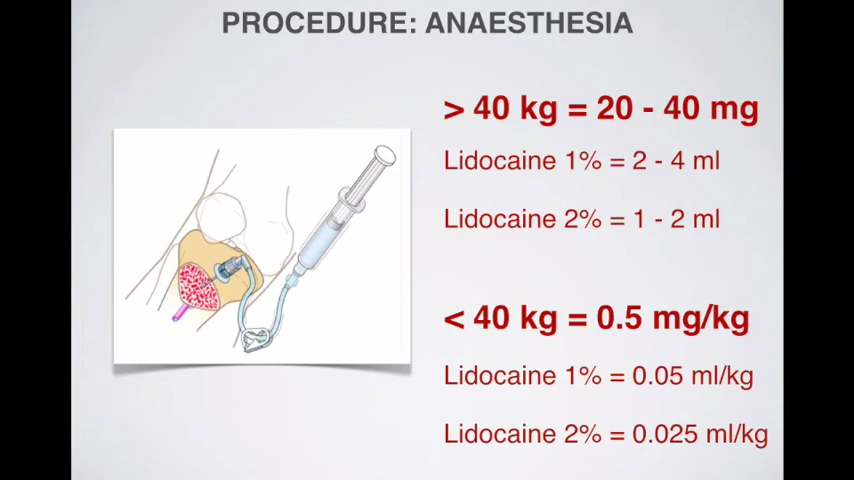 PROCEDURE: ANAESTHESIA
> 40 kg = 20 - 40 mg
Lidocaine 1% = 2 - 4 ml
Lidocaine 2% = 1 - 2 ml
< 40 kg = 0.5 mg/kg
Lidocaine 1% = 0.05 ml/kg
Lidocaine 2% = 0.025 ml/kg